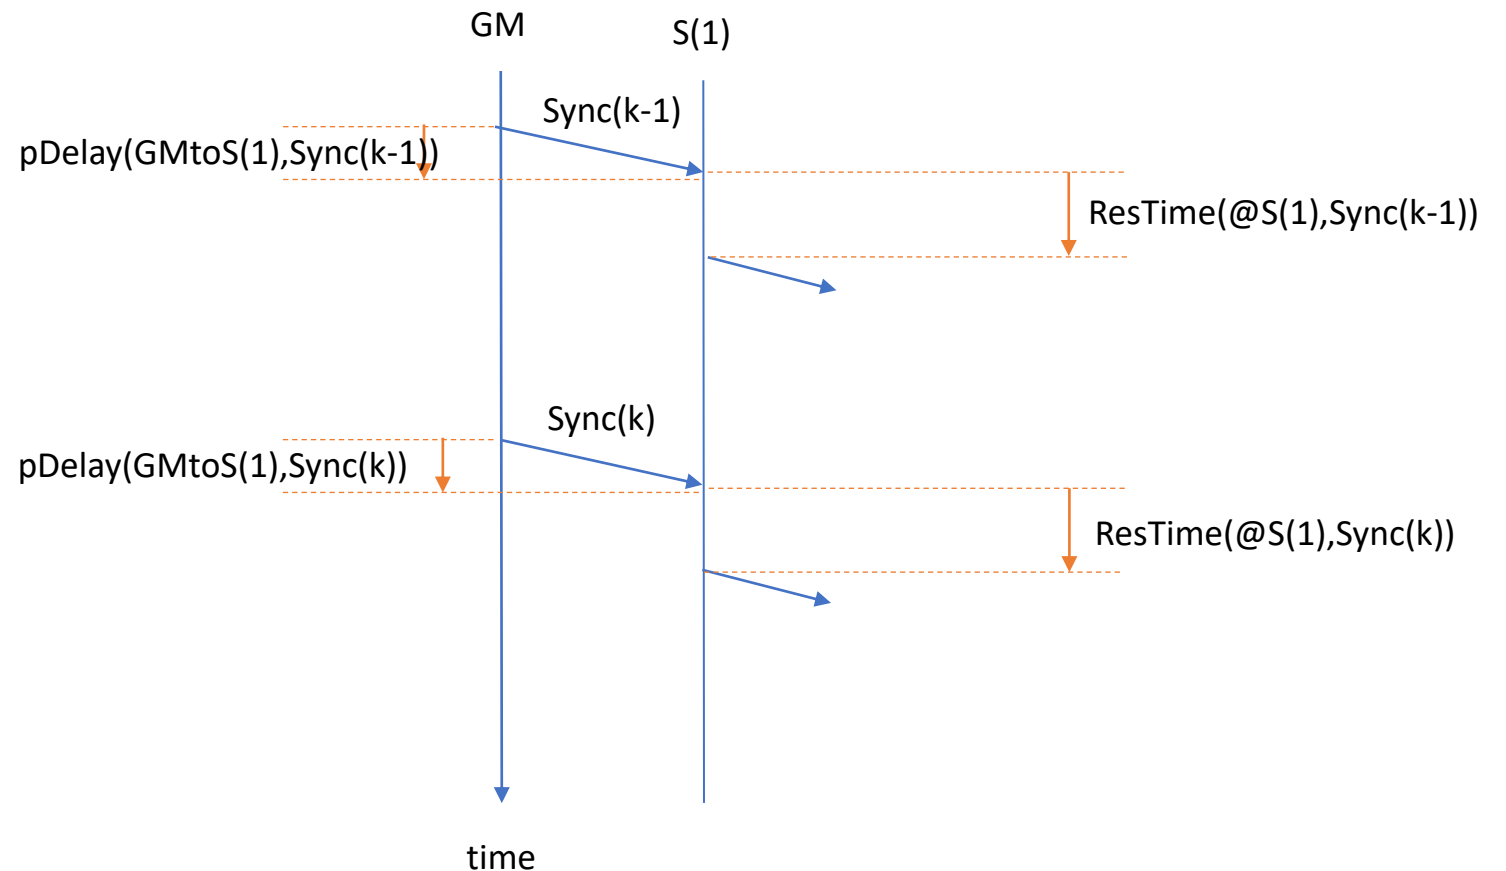 GM
S(1)
Sync(k-1)
pDelay(GMtoS(1),Sync(k-1))
ResTime(@S(1),Sync(k-1))
Sync(k)
pDelay(GMtoS(1),Sync(k))
ResTime(@S(1),Sync(k))
time